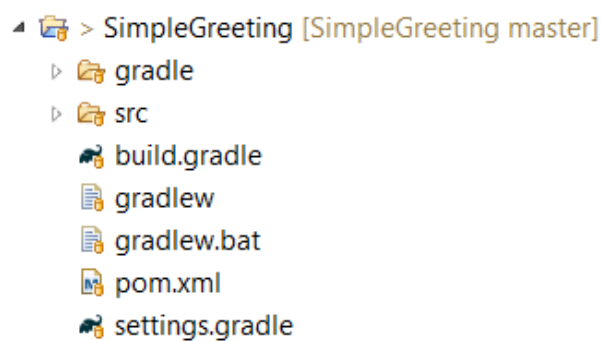 > SimpleGreeting [SimpleGreeting master]
gradle
src
build.gradle
gradlew
gradlew.bat
pom.xml
settings.gradle